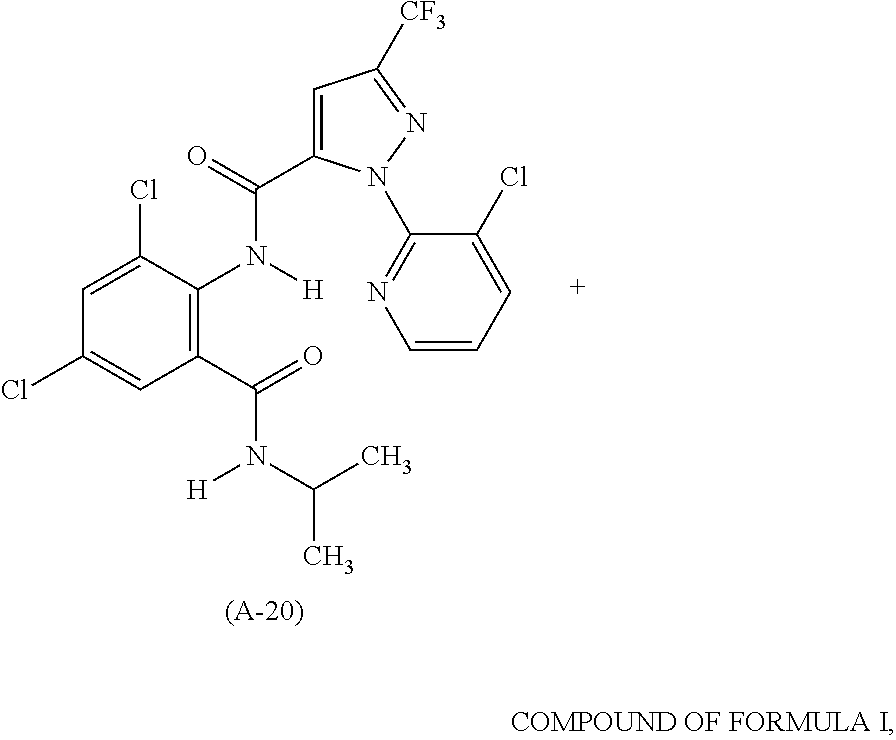 CF₃
N
N
O
Cl
Cl
N
H
N
+
Cl
O
N
H
CH₃
CH₃
(A-20)
COMPOUND OF FORMULA I,